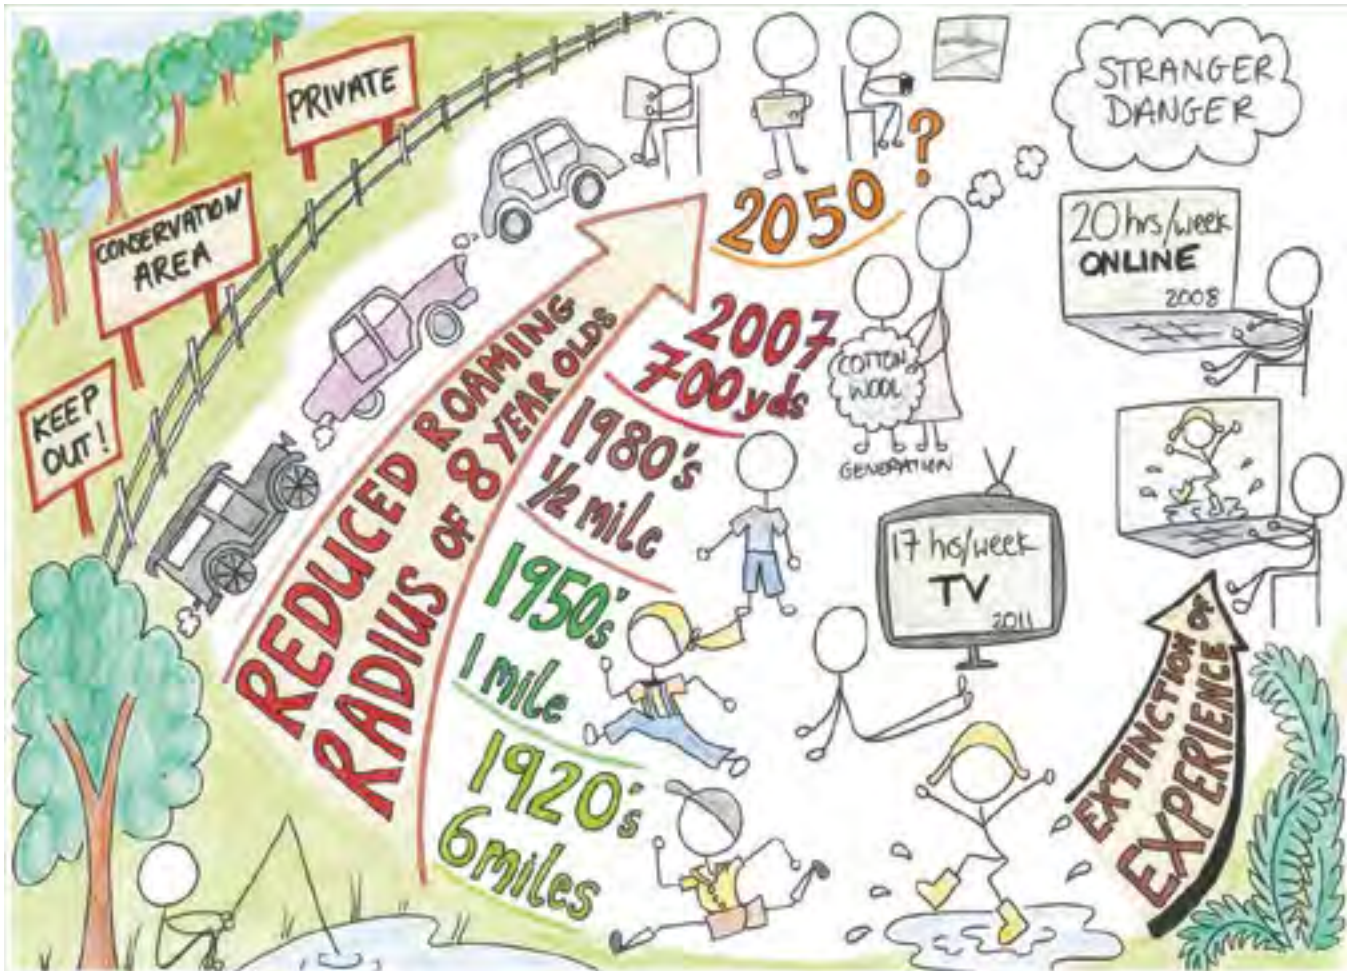 PRIVATE
CONSERVATION
AREA
KEEP
OUT!
REDUCED ROAMING
RADIUS OF 8 YEAR OLDS
2050 ?
2007
700yds
1980's
1/2 mile
1950's
1 mile
1920's
6miles
STRANGER
DANGER
COTTON
WOOL
GENERATION
20 hrs/week
ONLINE
2008
17 hrs/week
TV
2011
EXTINCTION OF
EXPERIENCE